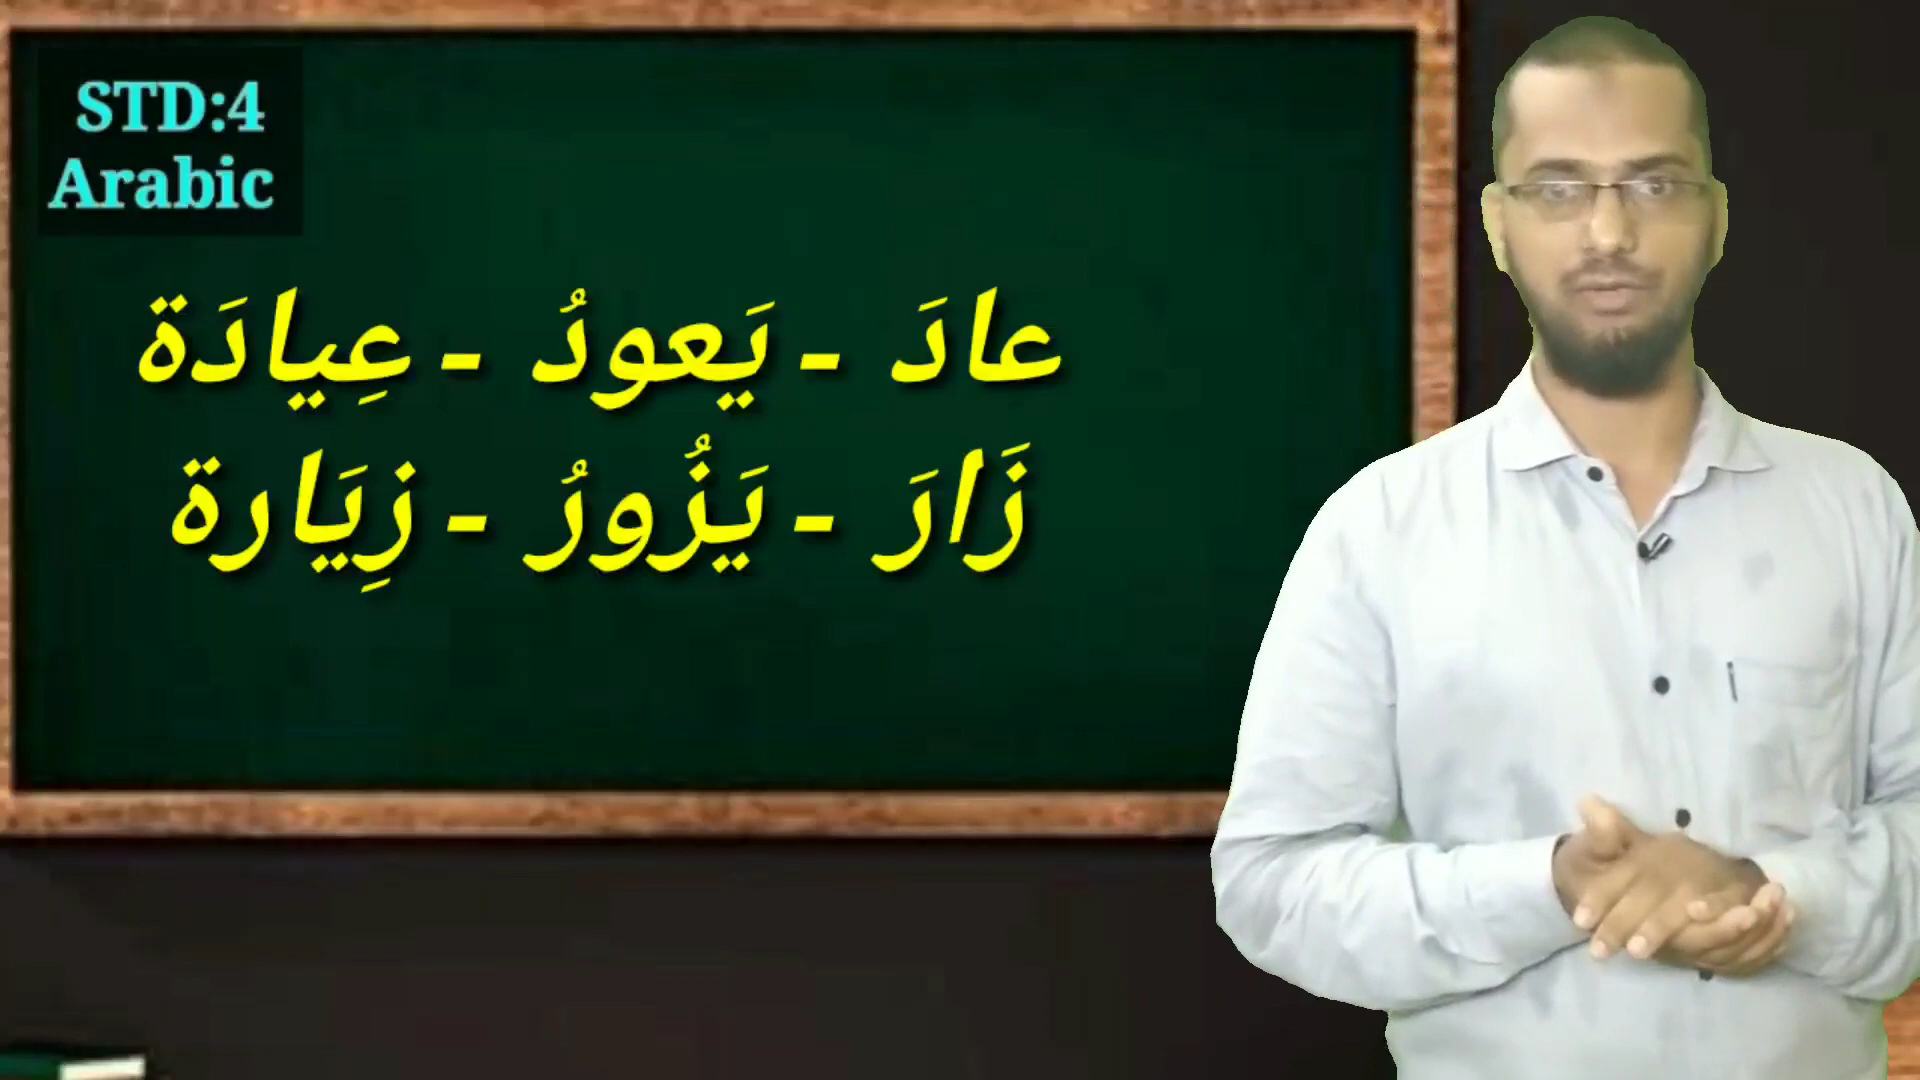 STD:4
Arabic
عادَ - يَعودُ - عِيادَة
زَارَ - يَزُورُ - زِيَارة